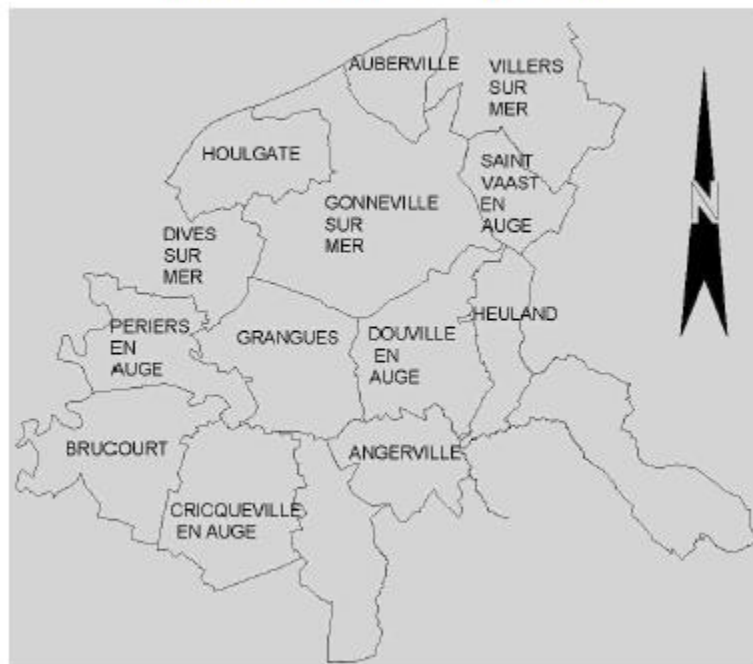 AUBERVILLE
VILLERS
SUR
MER
HOULGATE
SAINT
VAAST
EN
AUGE
GONNEVILLE
SUR
MER
DIVES
SUR
MER
N
PERIERS
EN
AUGE
GRANGUES
DOUVILLE
EN
AUGE
HEULAND
BRUCOURT
ANGERVILLE
CRICQUEVILLE
EN AUGE